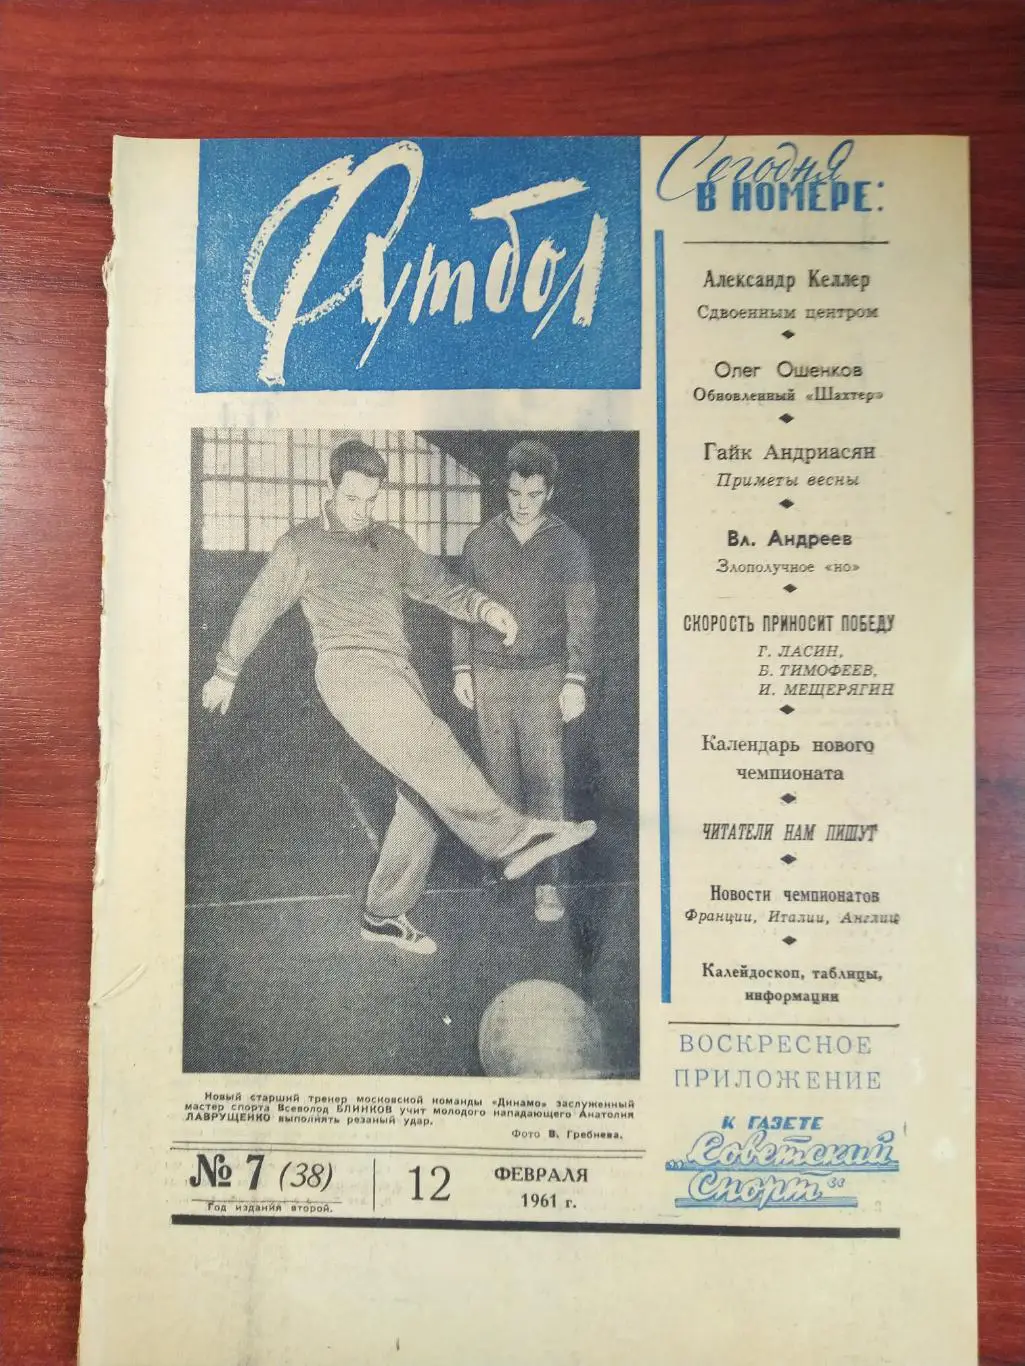 Футбол
Сегодня
В НОМЕРЕ:
Александр Келлер
Сдвоенным центром
Олег Ошенков
Обновленный «Шахтер»
Гайк Андриасян
Приметы весны
Вл. Андреев
Злополучное «но»
СКОРОСТЬ ПРИНОСИТ ПОБЕДУ
Г. ЛАСИН,
Б. ТИМОФЕЕВ,
И. МЕЩЕРЯГИН
Календарь нового
чемпионата
ЧИТАТЕЛИ НАМ ПИШУТ
Новости чемпионатов
Франции, Италии, Англии
Калейдоскоп, таблицы,
информации
ВОСКРЕСНОЕ
ПРИЛОЖЕНИЕ
К ГАЗЕТЕ
„Советский
Спорт“
Новый старший тренер московской команды «Динамо» заслуженный
мастер спорта Всеволод БЛИНКОВ учит молодого нападающего Анатолия
ЛАВРУЩЕНКО выполнять резаный удар.
Фото В. Гребнева.
№ 7 (38)
Год издания второй.
12
ФЕВРАЛЯ
1961 г.